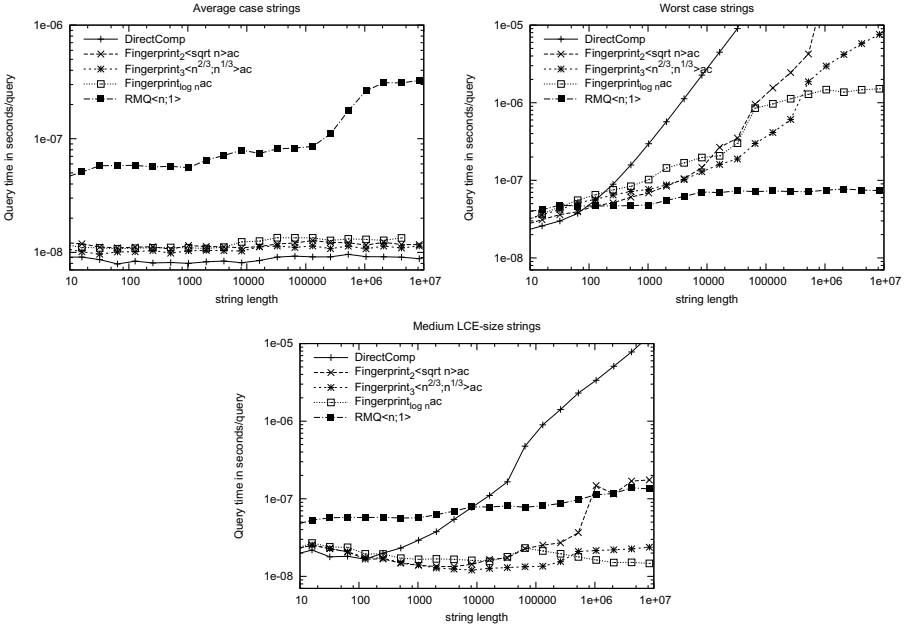 Average case strings
1e-06
1e-07
1e-08
Query time in seconds/query
DirectComp
Fingerprint₂<sqrt n>ac
Fingerprint₃<n^2/3;n^1/3>ac
Fingerprint_log n ac
RMQ<n;1>
10 100 1000 10000 100000 1e+06 1e+07
string length
Worst case strings
1e-05
1e-06
1e-07
1e-08
Query time in seconds/query
DirectComp
Fingerprint₂<sqrt n>ac
Fingerprint₃<n^2/3;n^1/3>ac
Fingerprint_log n ac
RMQ<n;1>
10 100 1000 10000 100000 1e+06 1e+07
string length
Medium LCE-size strings
1e-05
1e-06
1e-07
1e-08
Query time in seconds/query
DirectComp
Fingerprint₂<sqrt n>ac
Fingerprint₃<n^2/3;n^1/3>ac
Fingerprint_log n ac
RMQ<n;1>
10 100 1000 10000 100000 1e+06 1e+07
string length